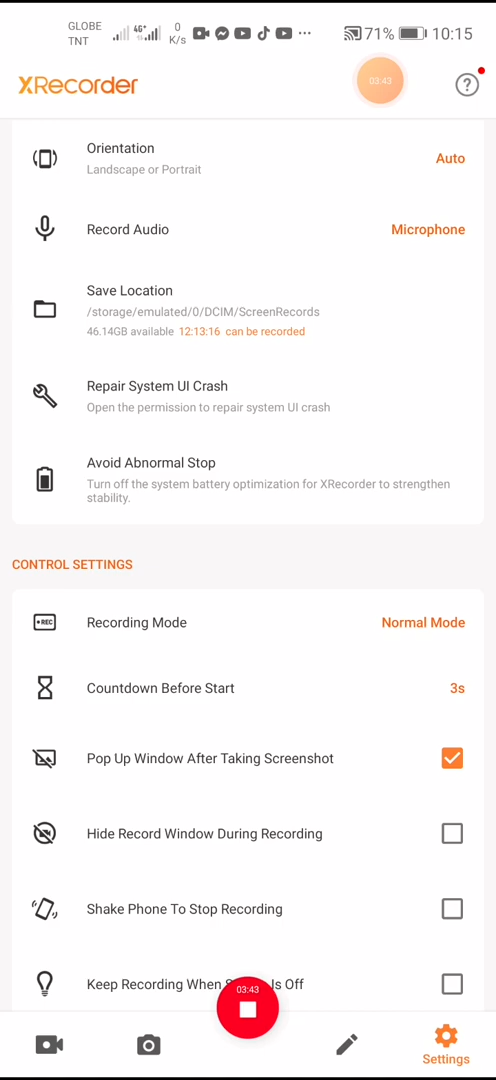 GLOBE
TNT
4G+
0
K/s
71%
10:15
XRecorder
03:43
?
Orientation
Landscape or Portrait
Auto
Record Audio
Microphone
Save Location
/storage/emulated/0/DCIM/ScreenRecords
46.14GB available 12:13:16 can be recorded
Repair System UI Crash
Open the permission to repair system UI crash
Avoid Abnormal Stop
Turn off the system battery optimization for XRecorder to strengthen
stability.
CONTROL SETTINGS
REC
Recording Mode
Normal Mode
Countdown Before Start
3s
Pop Up Window After Taking Screenshot
Hide Record Window During Recording
Shake Phone To Stop Recording
Keep Recording When Is Off
03:43
Settings